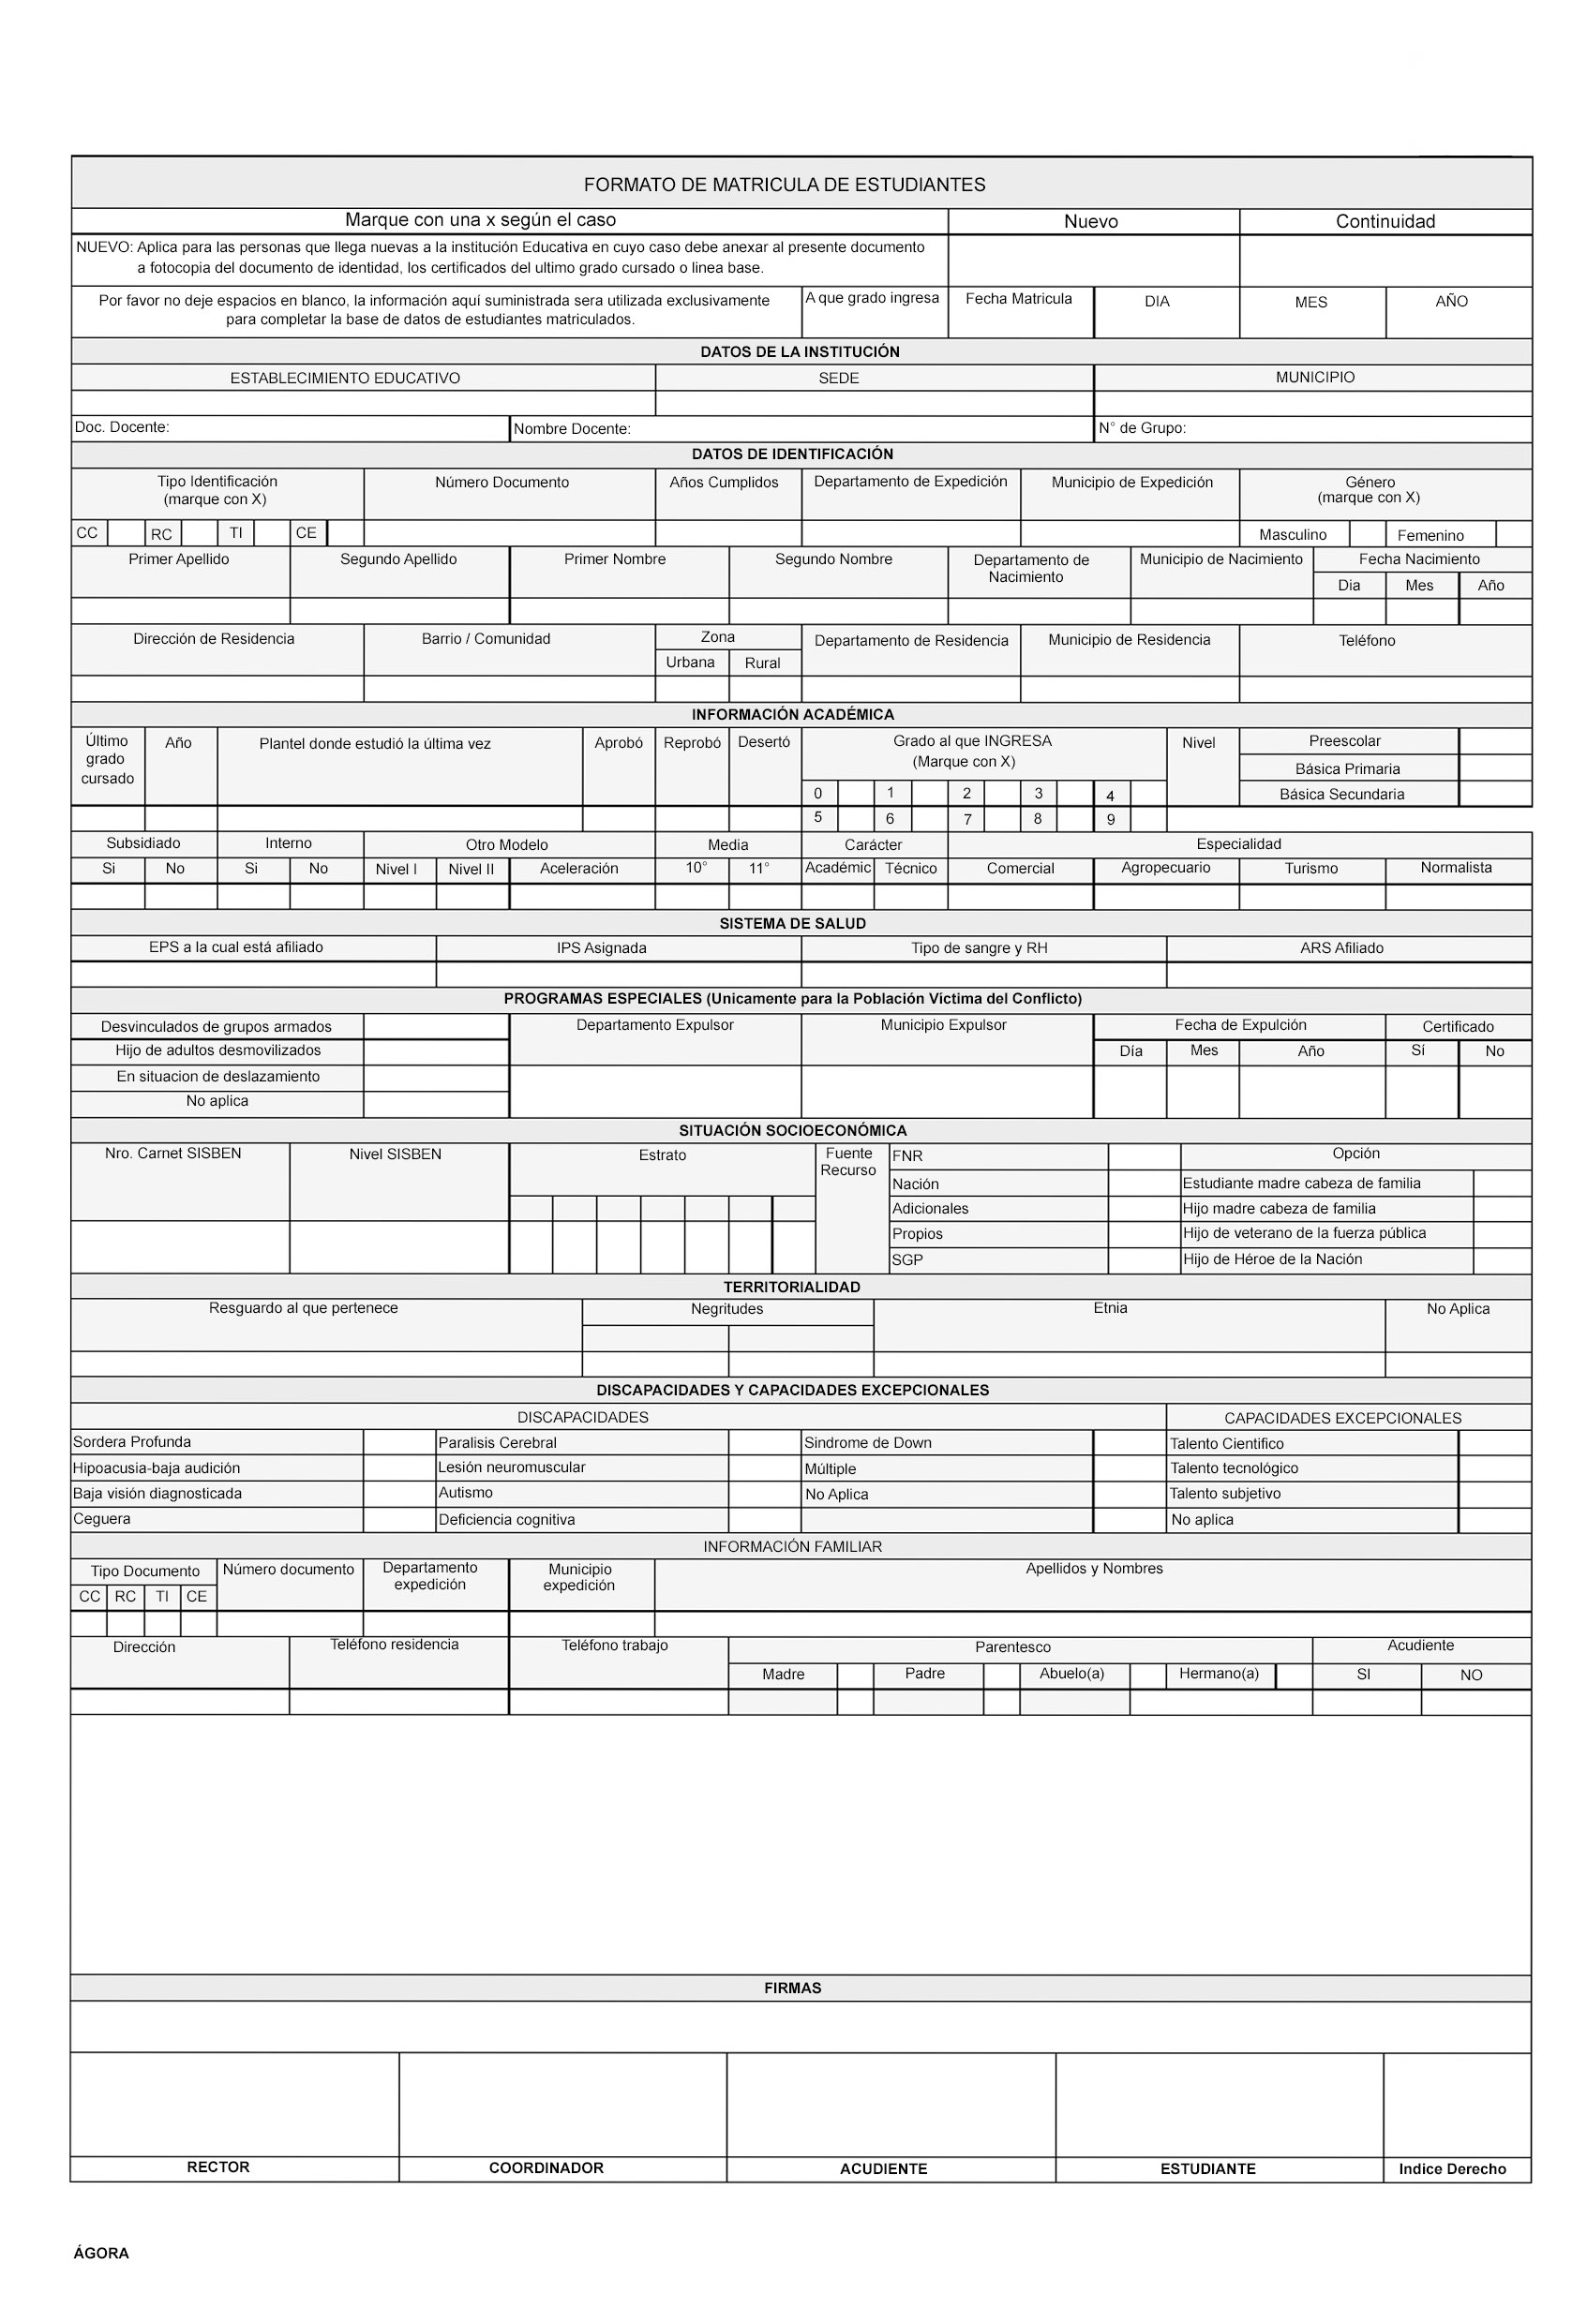 FORMATO DE MATRICULA DE ESTUDIANTES
Marque con una x según el caso Nuevo Continuidad
NUEVO: Aplica para las personas que llega nuevas a la institución Educativa en cuyo caso debe anexar al presente documento
a fotocopia del documento de identidad, los certificados del ultimo grado cursado o linea base.
Por favor no deje espacios en blanco, la información aquí suministrada sera utilizada exclusivamente
para completar la base de datos de estudiantes matriculados.
A que grado ingresa Fecha Matricula DIA MES AÑO
DATOS DE LA INSTITUCIÓN
ESTABLECIMIENTO EDUCATIVO SEDE MUNICIPIO
Doc. Docente: Nombre Docente: N° de Grupo:
DATOS DE IDENTIFICACIÓN
Tipo Identificación
(marque con X)
Número Documento Años Cumplidos Departamento de Expedición Municipio de Expedición
Género
(marque con X)
CC RC TI CE Masculino Femenino
Primer Apellido Segundo Apellido Primer Nombre Segundo Nombre
Departamento de
Nacimiento
Municipio de Nacimiento Fecha Nacimiento
Dia Mes Año
Dirección de Residencia Barrio / Comunidad Zona Departamento de Residencia Municipio de Residencia Teléfono
Urbana Rural
INFORMACIÓN ACADÉMICA
Último
grado
cursado
Año Plantel donde estudió la última vez Aprobó Reprobó Desertó
Grado al que INGRESA
(Marque con X)
Nivel Preescolar
Básica Primaria
Básica Secundaria
0 1 2 3 4
5 6 7 8 9
Subsidiado Interno Otro Modelo Media Carácter Especialidad
Si No Si No Nivel I Nivel II Aceleración 10° 11° Académic Técnico Comercial Agropecuario Turismo Normalista
SISTEMA DE SALUD
EPS a la cual está afiliado IPS Asignada Tipo de sangre y RH ARS Afiliado
PROGRAMAS ESPECIALES (Unicamente para la Población Víctima del Conflicto)
Desvinculados de grupos armados Departamento Expulsor Municipio Expulsor Fecha de Expulción Certificado
Hijo de adultos desmovilizados Día Mes Año Sí No
En situacion de deslazamiento
No aplica
SITUACIÓN SOCIOECONÓMICA
Nro. Carnet SISBEN Nivel SISBEN Estrato
Fuente
Recurso
FNR Opción
Nación Estudiante madre cabeza de familia
Adicionales Hijo madre cabeza de familia
Propios Hijo de veterano de la fuerza pública
SGP Hijo de Héroe de la Nación
TERRITORIALIDAD
Resguardo al que pertenece Negritudes Etnia No Aplica
DISCAPACIDADES Y CAPACIDADES EXCEPCIONALES
DISCAPACIDADES CAPACIDADES EXCEPCIONALES
Sordera Profunda Paralisis Cerebral Sindrome de Down Talento Cientifico
Hipoacusia-baja audición Lesión neuromuscular Múltiple Talento tecnológico
Baja visión diagnosticada Autismo No Aplica Talento subjetivo
Ceguera Deficiencia cognitiva No aplica
INFORMACIÓN FAMILIAR
Tipo Documento Número documento
Departamento
expedición
Municipio
expedición
Apellidos y Nombres
CC RC TI CE
Dirección Teléfono residencia Teléfono trabajo Parentesco Acudiente
Madre Padre Abuelo(a) Hermano(a) SI NO
FIRMAS
RECTOR COORDINADOR ACUDIENTE ESTUDIANTE Indice Derecho
ÁGORA